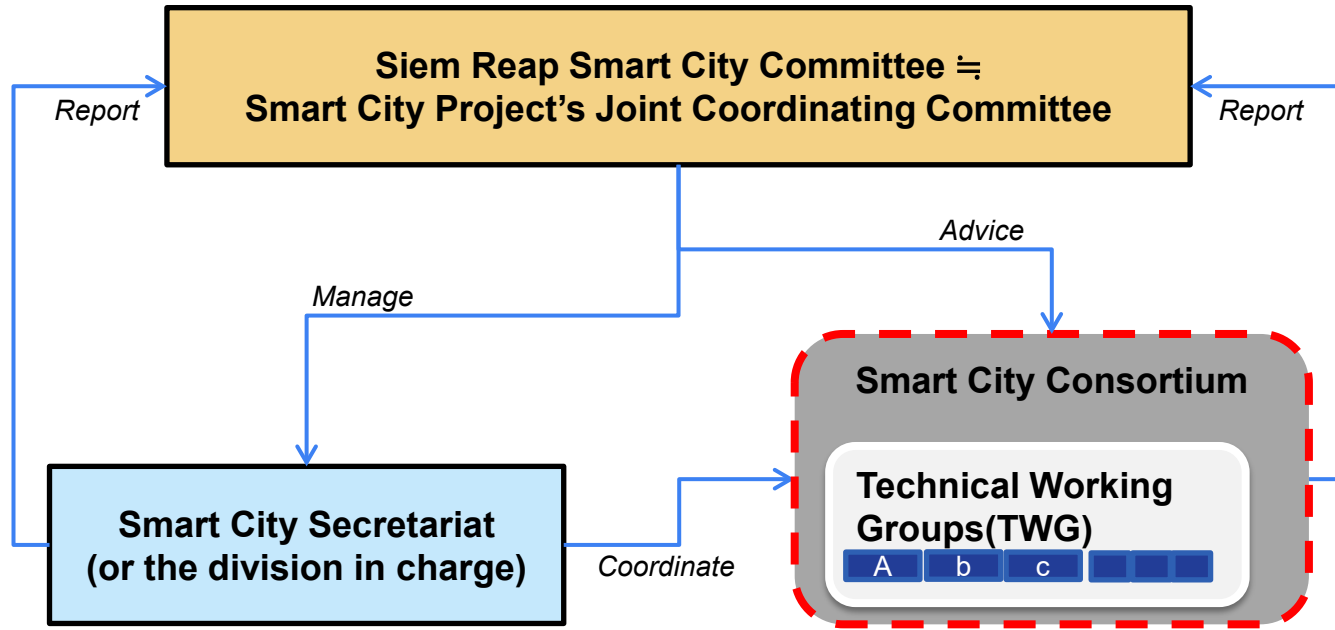 Siem Reap Smart City Committee ≒
Smart City Project's Joint Coordinating Committee
Report
Report
Advice
Manage
Smart City Consortium
Technical Working
Groups(TWG)
A b c
Smart City Secretariat
(or the division in charge)
Coordinate